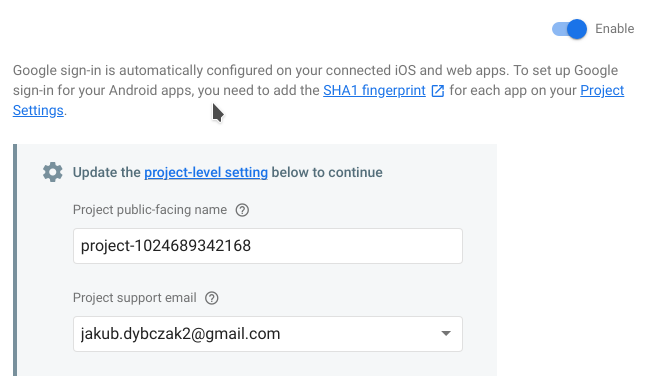 Enable
Google sign-in is automatically configured on your connected iOS and web apps. To set up Google
sign-in for your Android apps, you need to add the SHA1 fingerprint for each app on your Project
Settings.
Update the project-level setting below to continue
Project public-facing name
project-1024689342168
Project support email
jakub.dybczak2@gmail.com